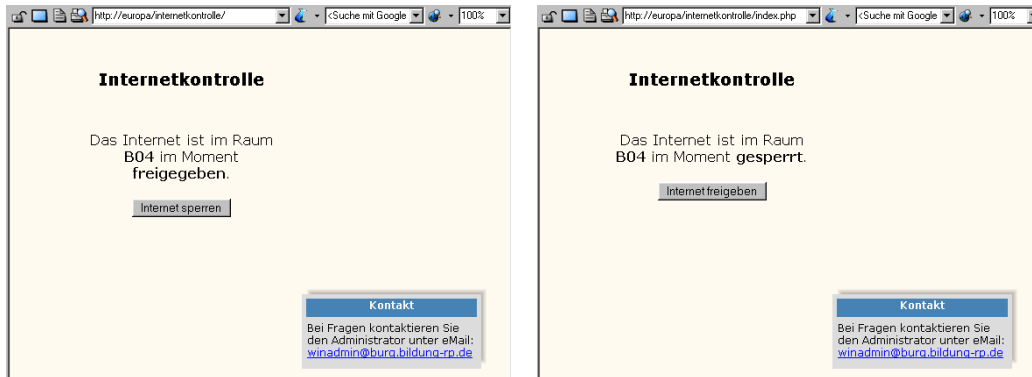 http://europa/internetkontrolle/
<Suche mit Google
100%
Internetkontrolle
Das Internet ist im Raum
B04 im Moment
freigegeben.
Internet sperren
Kontakt
Bei Fragen kontaktieren Sie
den Administrator unter eMail:
winadmin@burg.bildung-rp.de
http://europa/internetkontrolle/index.php
<Suche mit Google
100%
Internetkontrolle
Das Internet ist im Raum
B04 im Moment gesperrt.
Internet freigeben
Kontakt
Bei Fragen kontaktieren Sie
den Administrator unter eMail:
winadmin@burg.bildung-rp.de